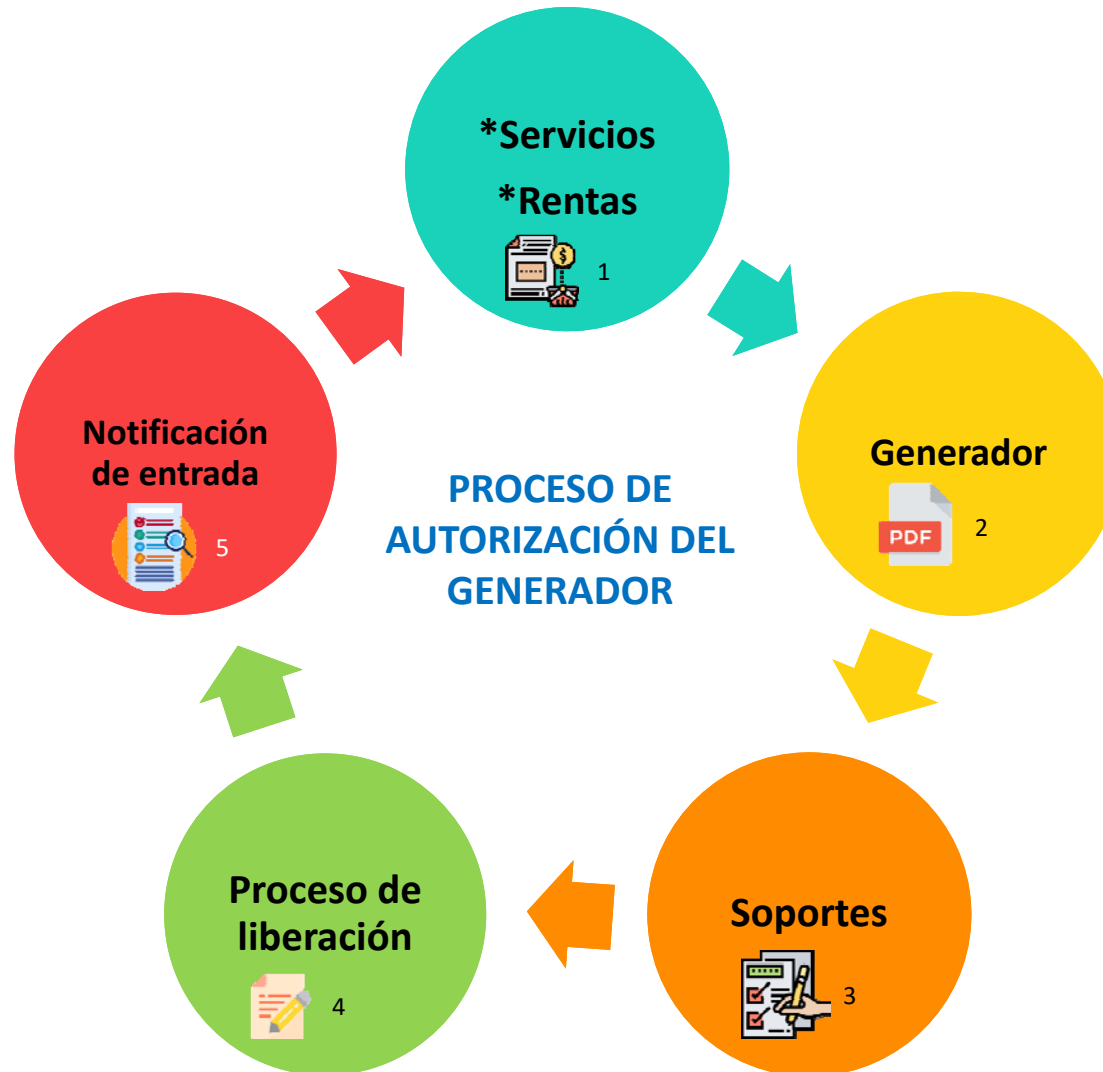 *Servicios
*Rentas
1
Generador
PDF
2
Soportes
3
Proceso de
liberación
4
Notificación
de entrada
5
PROCESO DE
AUTORIZACIÓN DEL
GENERADOR